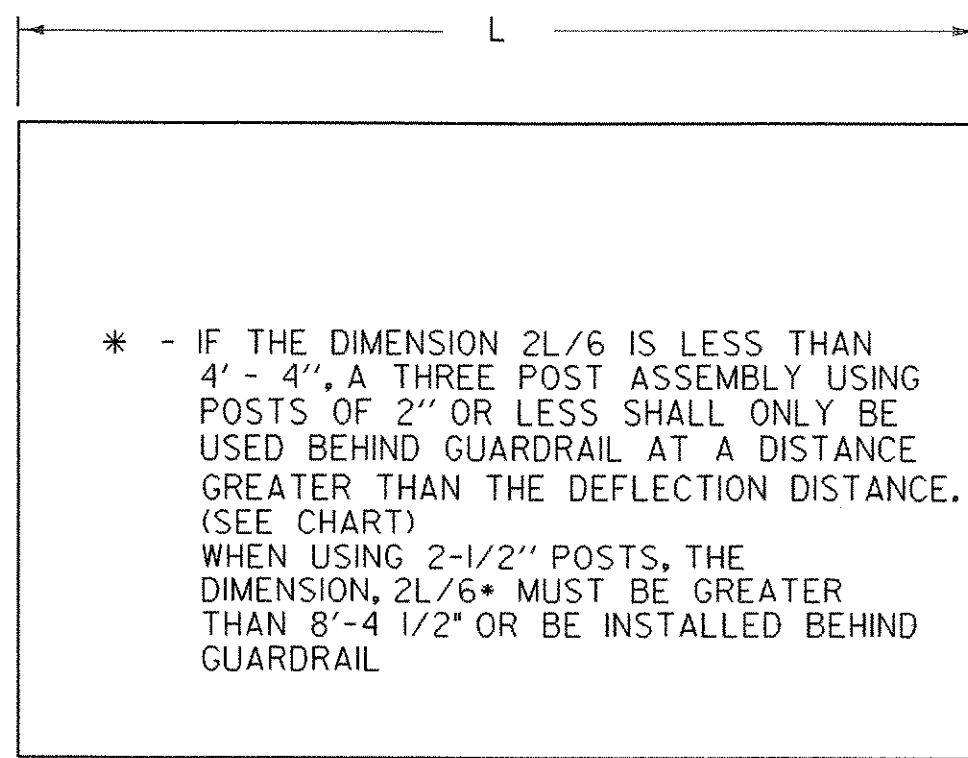 L
* - IF THE DIMENSION 2L/6 IS LESS THAN
4' - 4", A THREE POST ASSEMBLY USING
POSTS OF 2" OR LESS SHALL ONLY BE
USED BEHIND GUARDRAIL AT A DISTANCE
GREATER THAN THE DEFLECTION DISTANCE.
(SEE CHART)
WHEN USING 2-1/2" POSTS, THE
DIMENSION, 2L/6* MUST BE GREATER
THAN 8'-4 1/2" OR BE INSTALLED BEHIND
GUARDRAIL